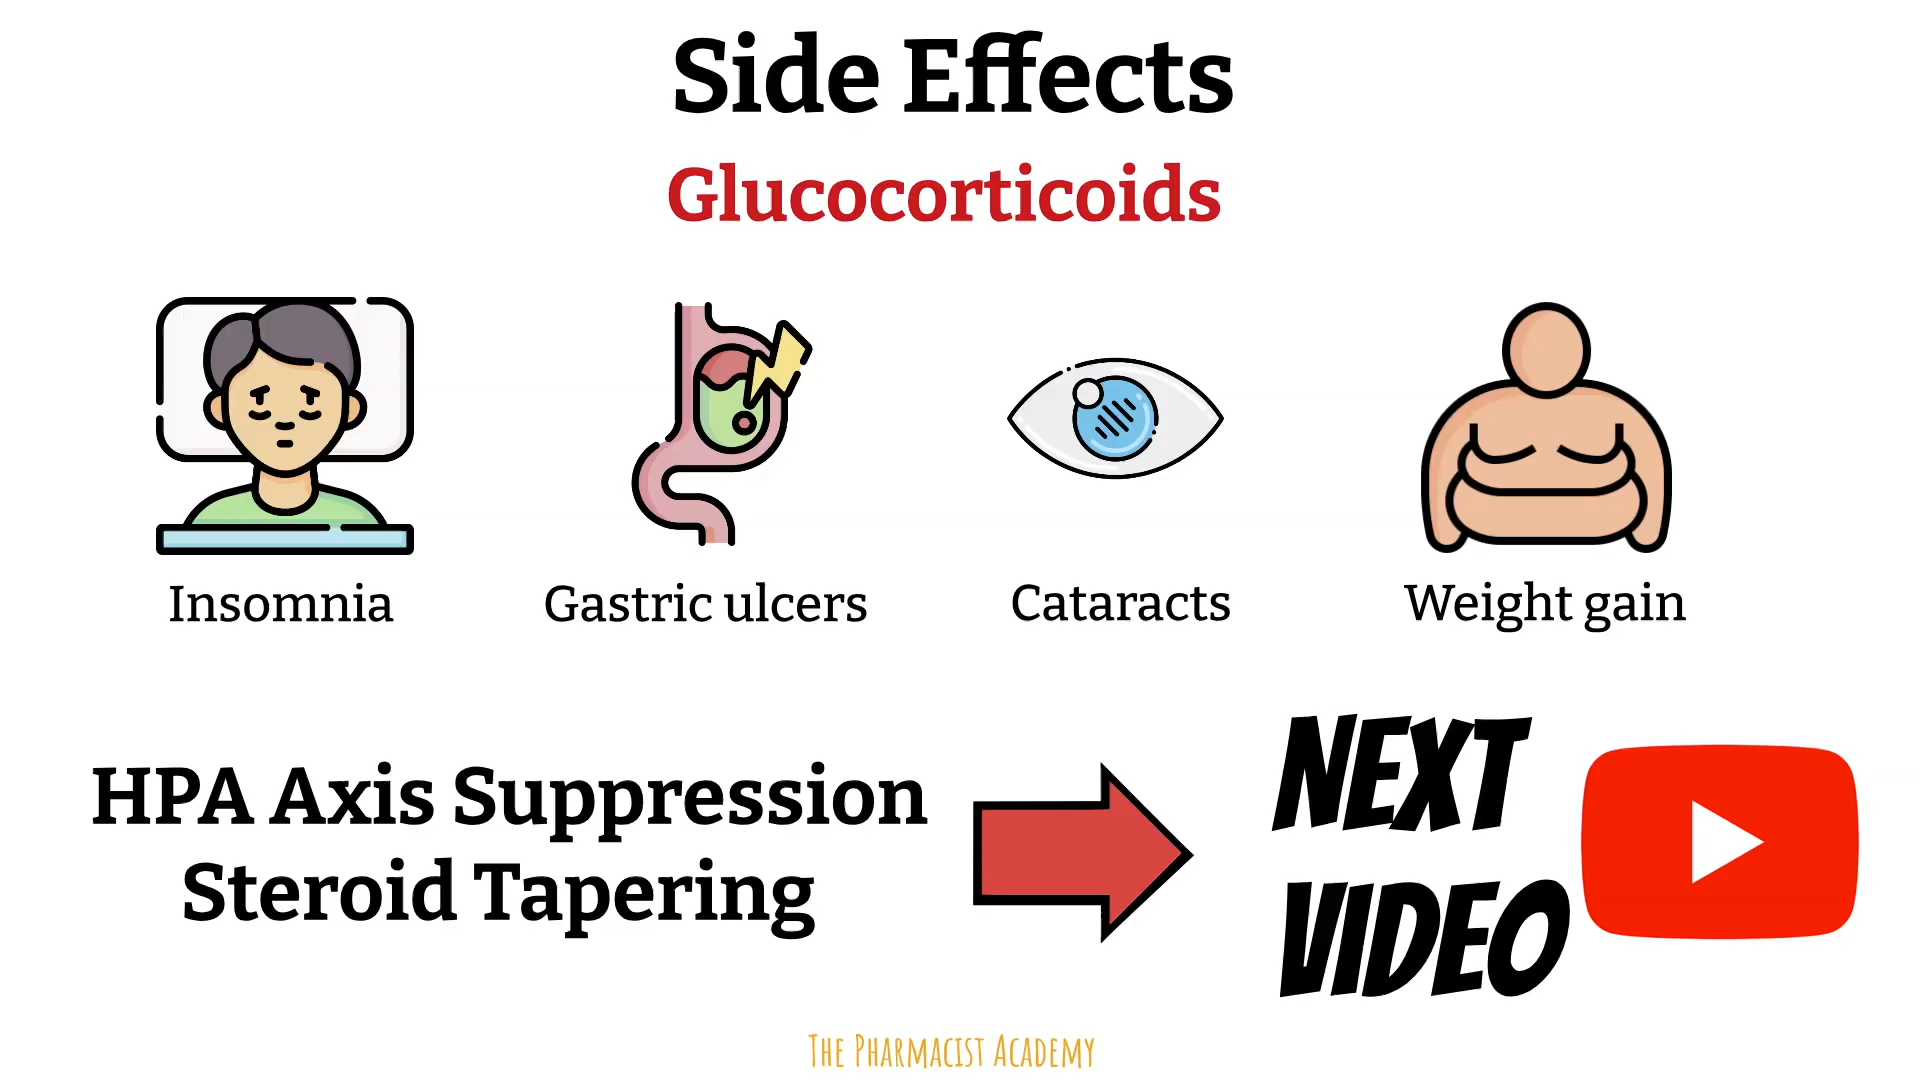 Side Effects
Glucocorticoids
Insomnia
Gastric ulcers
Cataracts
Weight gain
HPA Axis Suppression
Steroid Tapering
NEXT
VIDEO
The Pharmacist Academy